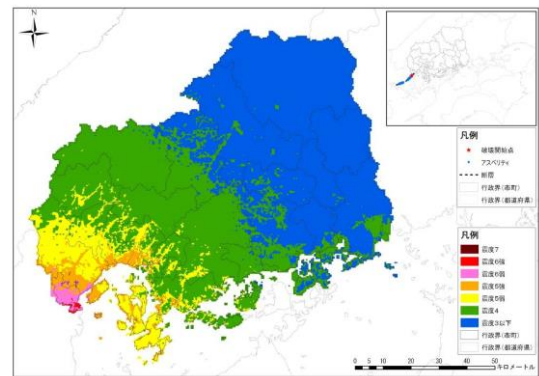 N
凡例
破壊開始点
アスペリティ
断層
行政界(市町)
行政界(都道府県)
凡例
震度7
震度6強
震度6弱
震度5強
震度5弱
震度4
震度3以下
行政界(市町)
行政界(都道府県)
0 5 10 20 30 40 50
キロメートル